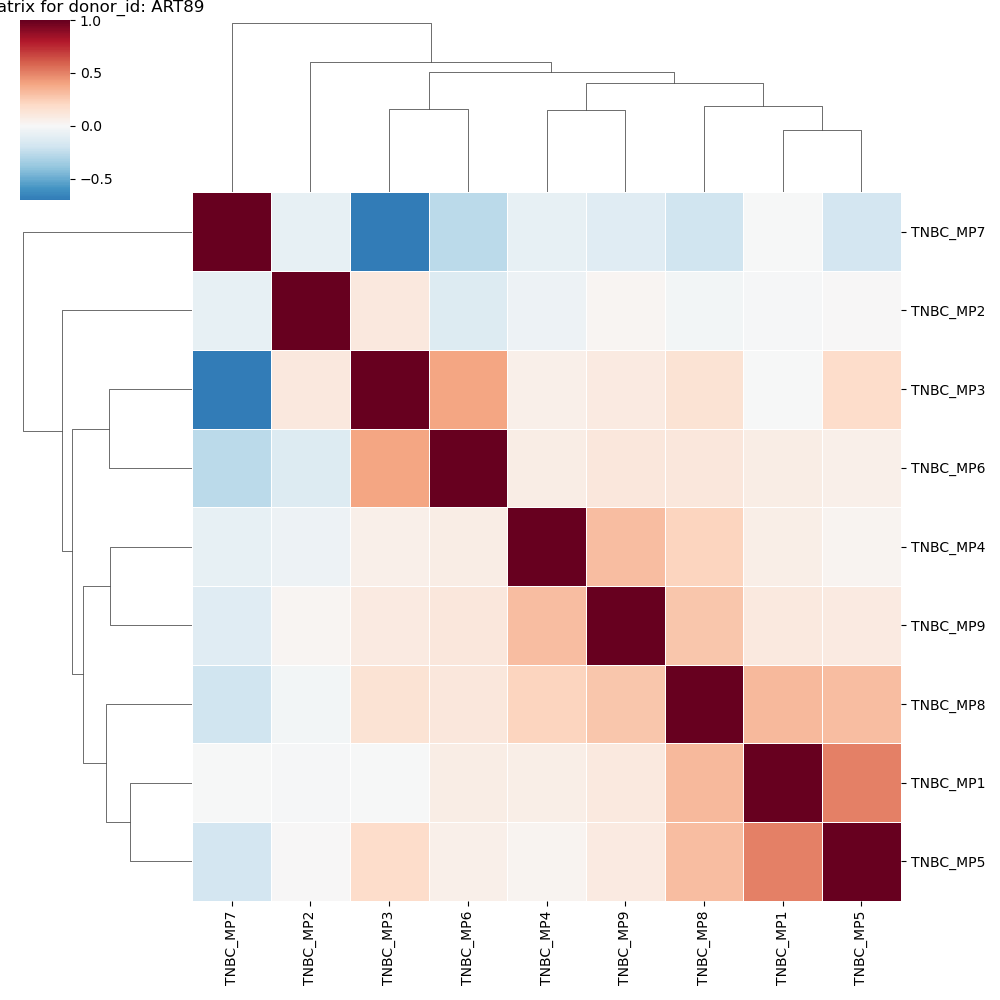 atrix for donor_id: ART89
1.0
0.5
0.0
−0.5
TNBC_MP7
TNBC_MP2
TNBC_MP3
TNBC_MP6
TNBC_MP4
TNBC_MP9
TNBC_MP8
TNBC_MP1
TNBC_MP5
TNBC_MP7
TNBC_MP2
TNBC_MP3
TNBC_MP6
TNBC_MP4
TNBC_MP9
TNBC_MP8
TNBC_MP1
TNBC_MP5